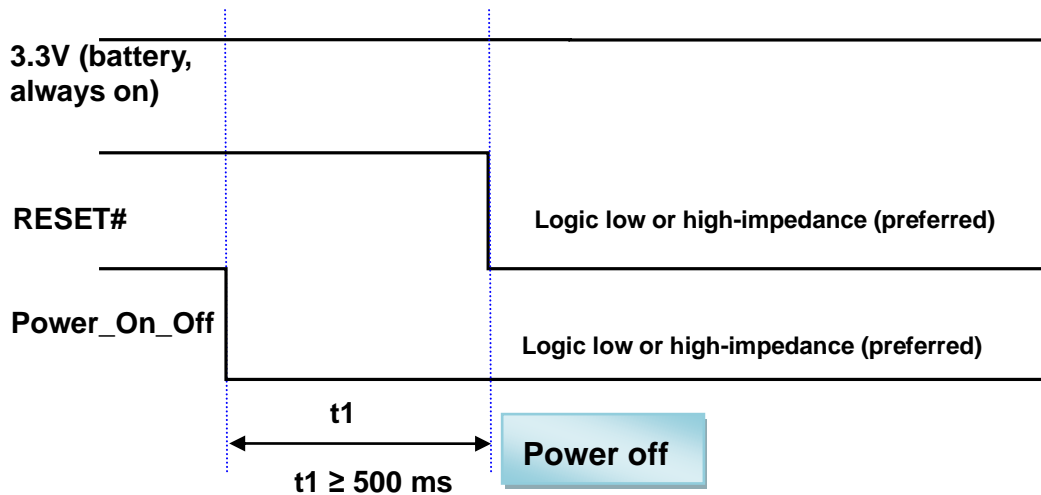 3.3V (battery,
always on)
RESET#
Logic low or high-impedance (preferred)
Power_On_Off
Logic low or high-impedance (preferred)
t1
Power off
t1 ≥ 500 ms